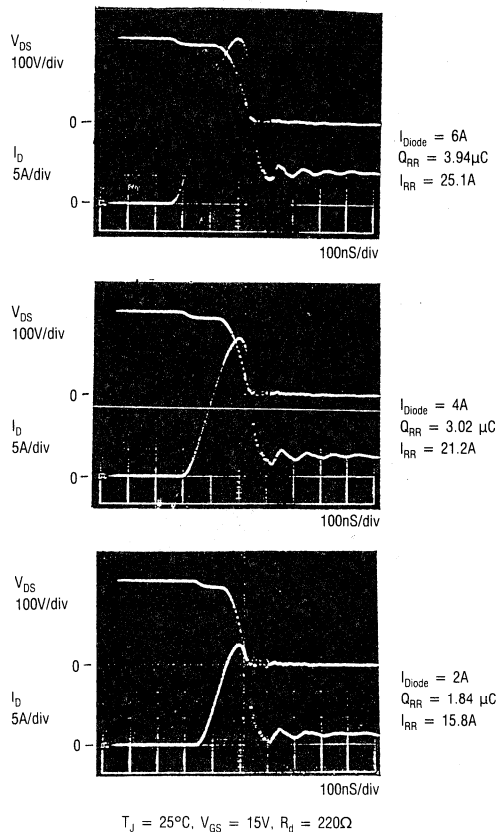 V_DS
100V/div
0 -
I_D
5A/div
0 -
I_Diode = 6A
Q_RR = 3.94μC
I_RR = 25.1A
100nS/div
V_DS
100V/div
0 -
I_D
5A/div
0 -
I_Diode = 4A
Q_RR = 3.02 μC
I_RR = 21.2A
100nS/div
V_DS
100V/div
0 -
I_D
5A/div
0 -
I_Diode = 2A
Q_RR = 1.84 μC
I_RR = 15.8A
100nS/div
T_J = 25°C, V_GS = 15V, R_d = 220Ω